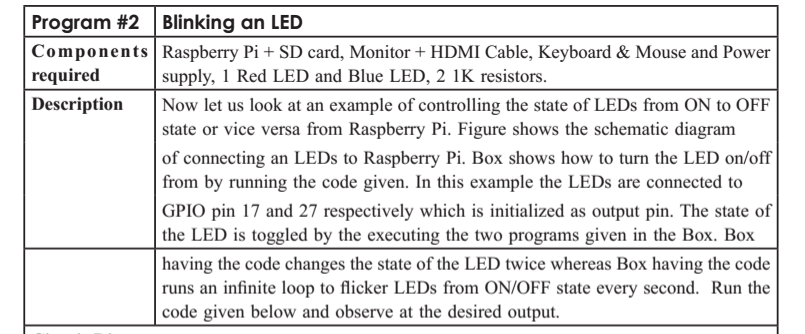 Program #2 Blinking an LED
Components Raspberry Pi + SD card, Monitor + HDMI Cable, Keyboard & Mouse and Power
required supply, 1 Red LED and Blue LED, 2 1K resistors.
Description Now let us look at an example of controlling the state of LEDs from ON to OFF
state or vice versa from Raspberry Pi. Figure shows the schematic diagram
of connecting an LEDs to Raspberry Pi. Box shows how to turn the LED on/off
from by running the code given. In this example the LEDs are connected to
GPIO pin 17 and 27 respectively which is initialized as output pin. The state of
the LED is toggled by the executing the two programs given in the Box. Box
having the code changes the state of the LED twice whereas Box having the code
runs an infinite loop to flicker LEDs from ON/OFF state every second. Run the
code given below and observe at the desired output.